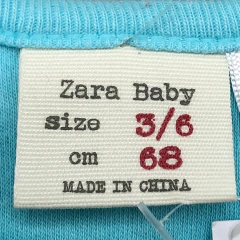 Zara Baby
size 3/6
cm 68
MADE IN CHINA